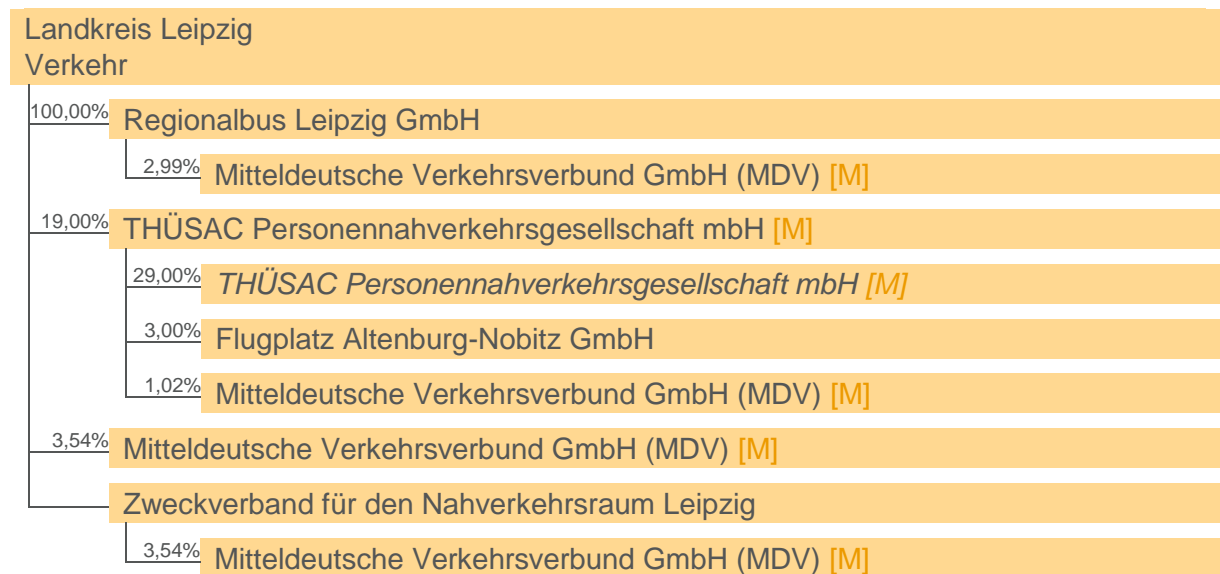 Landkreis Leipzig
Verkehr
100,00% Regionalbus Leipzig GmbH
2,99% Mitteldeutsche Verkehrsverbund GmbH (MDV) [M]
19,00% THÜSAC Personennahverkehrsgesellschaft mbH [M]
29,00% THÜSAC Personennahverkehrsgesellschaft mbH [M]
3,00% Flugplatz Altenburg-Nobitz GmbH
1,02% Mitteldeutsche Verkehrsverbund GmbH (MDV) [M]
3,54% Mitteldeutsche Verkehrsverbund GmbH (MDV) [M]
Zweckverband für den Nahverkehrsraum Leipzig
3,54% Mitteldeutsche Verkehrsverbund GmbH (MDV) [M]